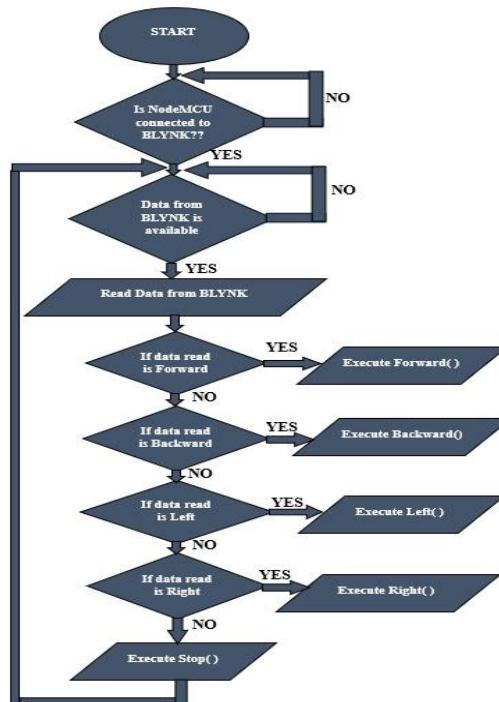 START
NO
Is NodeMCU
connected to
BLYNK??
YES
NO
Data from
BLYNK is
available
YES
Read Data from BLYNK
If data read
is Forward
YES
Execute Forward( )
NO
If data read
is Backward
YES
Execute Backward()
NO
If data read
is Left
YES
Execute Left( )
NO
If data read
is Right
YES
Execute Right( )
NO
Execute Stop( )